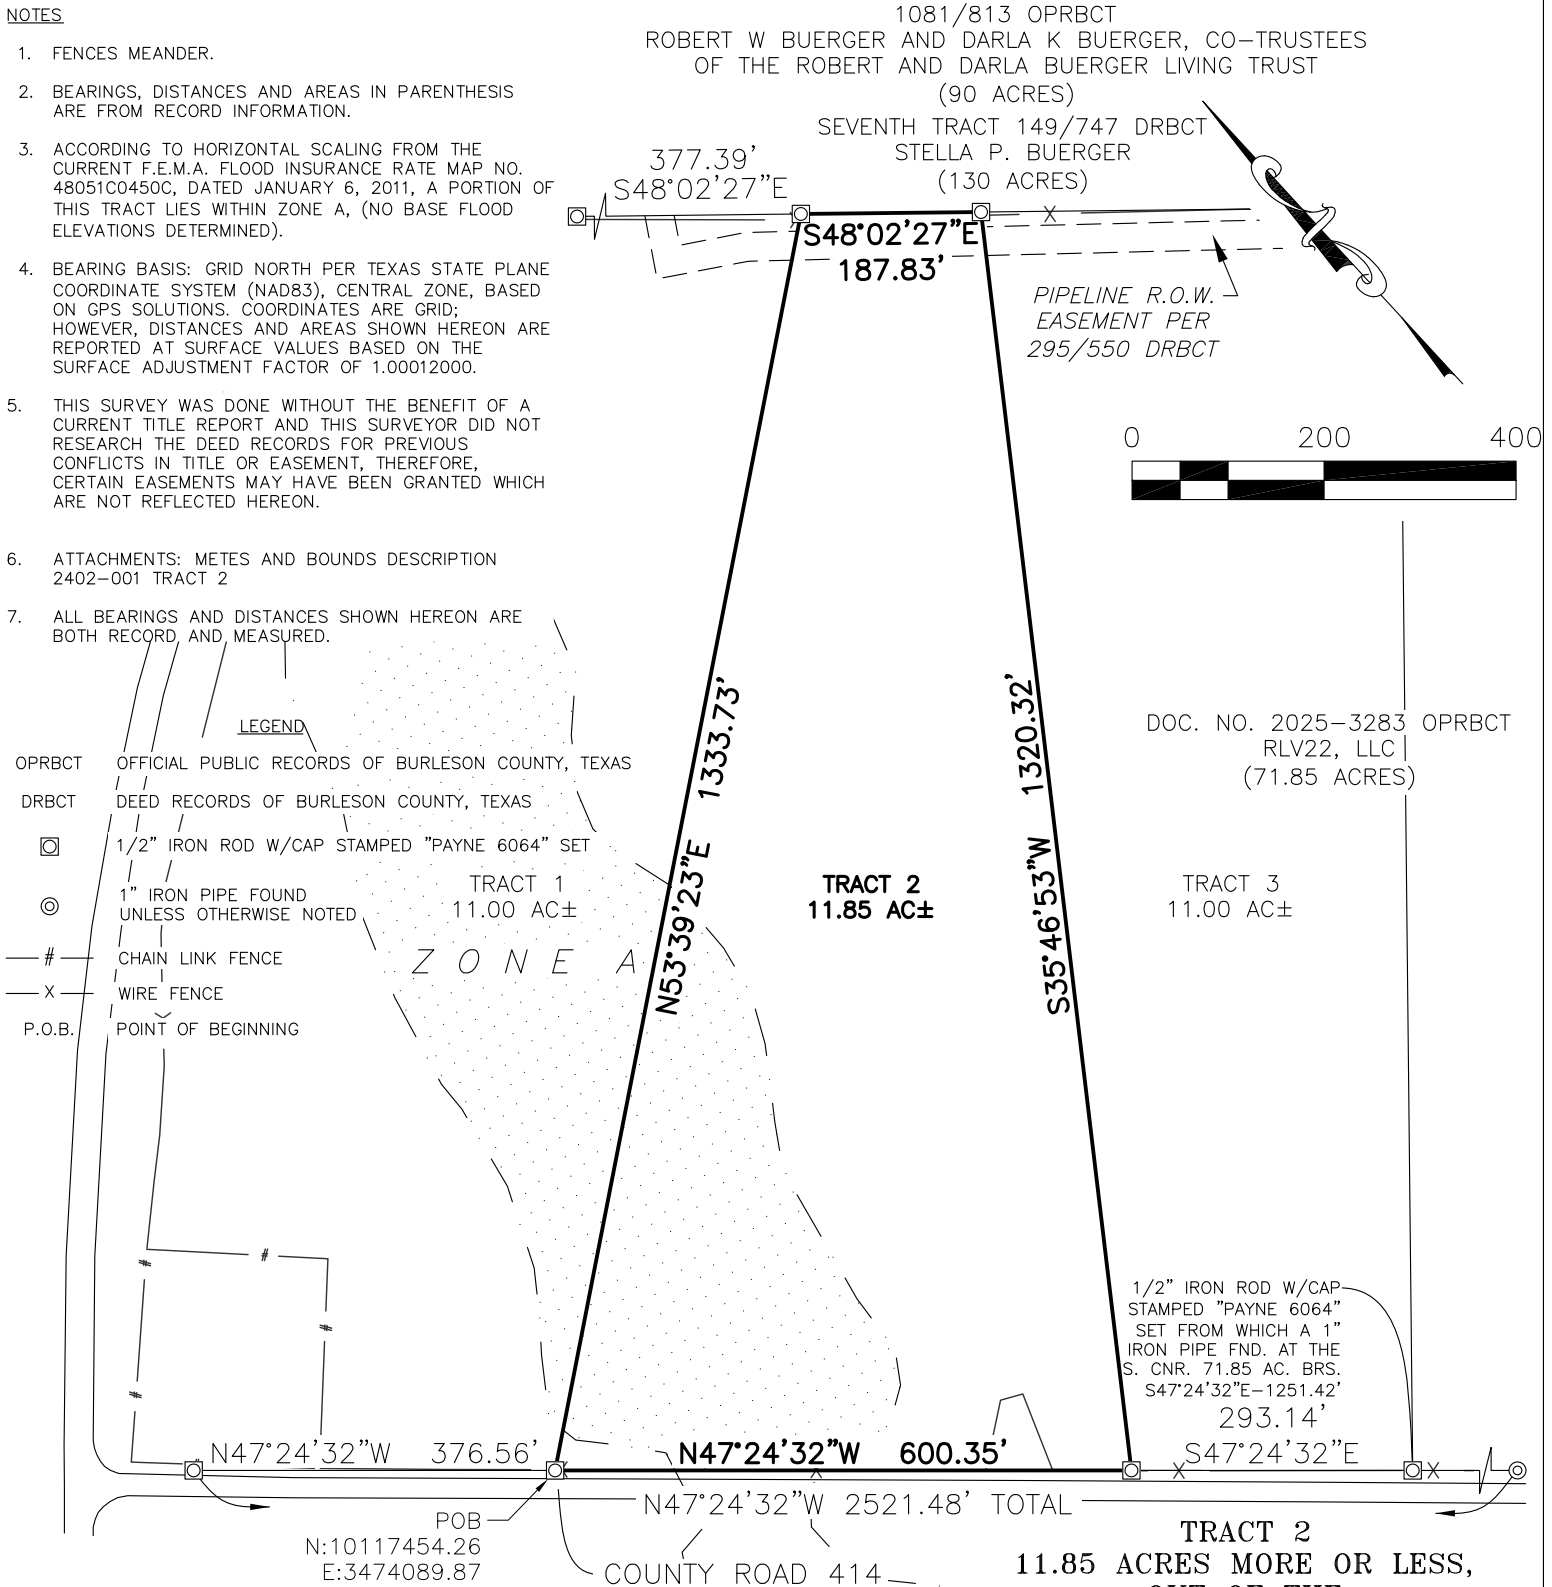 NOTES
1. FENCES MEANDER.
2. BEARINGS, DISTANCES AND AREAS IN PARENTHESIS
ARE FROM RECORD INFORMATION.
3. ACCORDING TO HORIZONTAL SCALING FROM THE
CURRENT F.E.M.A. FLOOD INSURANCE RATE MAP NO.
48051C0450C, DATED JANUARY 6, 2011, A PORTION OF
THIS TRACT LIES WITHIN ZONE A, (NO BASE FLOOD
ELEVATIONS DETERMINED).
4. BEARING BASIS: GRID NORTH PER TEXAS STATE PLANE
COORDINATE SYSTEM (NAD83), CENTRAL ZONE, BASED
ON GPS SOLUTIONS. COORDINATES ARE GRID;
HOWEVER, DISTANCES AND AREAS SHOWN HEREON ARE
REPORTED AT SURFACE VALUES BASED ON THE
SURFACE ADJUSTMENT FACTOR OF 1.00012000.
5. THIS SURVEY WAS DONE WITHOUT THE BENEFIT OF A
CURRENT TITLE REPORT AND THIS SURVEYOR DID NOT
RESEARCH THE DEED RECORDS FOR PREVIOUS
CONFLICTS IN TITLE OR EASEMENT, THEREFORE,
CERTAIN EASEMENTS MAY HAVE BEEN GRANTED WHICH
ARE NOT REFLECTED HEREON.
6. ATTACHMENTS: METES AND BOUNDS DESCRIPTION
2402-001 TRACT 2
7. ALL BEARINGS AND DISTANCES SHOWN HEREON ARE
BOTH RECORD AND MEASURED.
LEGEND
OPRBCT OFFICIAL PUBLIC RECORDS OF BURLESON COUNTY, TEXAS
DRBCT DEED RECORDS OF BURLESON COUNTY, TEXAS
1/2" IRON ROD W/CAP STAMPED "PAYNE 6064" SET
1" IRON PIPE FOUND
UNLESS OTHERWISE NOTED
# CHAIN LINK FENCE
X WIRE FENCE
P.O.B. POINT OF BEGINNING
1081/813 OPRBCT
ROBERT W BUERGER AND DARLA K BUERGER, CO-TRUSTEES
OF THE ROBERT AND DARLA BUERGER LIVING TRUST
(90 ACRES)
SEVENTH TRACT 149/747 DRBCT
STELLA P. BUERGER
(130 ACRES)
377.39'
S48°02'27"E
X
S48°02'27"E
187.83'
PIPELINE R.O.W.
EASEMENT PER
295/550 DRBCT
0 200 400
N53°39'23"E 1333.73'
S35°46'53"W 1320.32'
DOC. NO. 2025-3283 OPRBCT
RLV22, LLC
(71.85 ACRES)
TRACT 1
11.00 AC±
TRACT 2
11.85 AC±
TRACT 3
11.00 AC±
ZONE A
#
#
#
#
1/2" IRON ROD W/CAP
STAMPED "PAYNE 6064"
SET FROM WHICH A 1"
IRON PIPE FND. AT THE
S. CNR. 71.85 AC. BRS.
S47°24'32"E-1251.42'
293.14'
S47°24'32"E
N47°24'32"W 376.56'
N47°24'32"W 600.35'
X
X
X
N47°24'32"W 2521.48' TOTAL
POB
N:10117454.26
E:3474089.87
COUNTY ROAD 414
TRACT 2
11.85 ACRES MORE OR LESS,
OUT OF THE